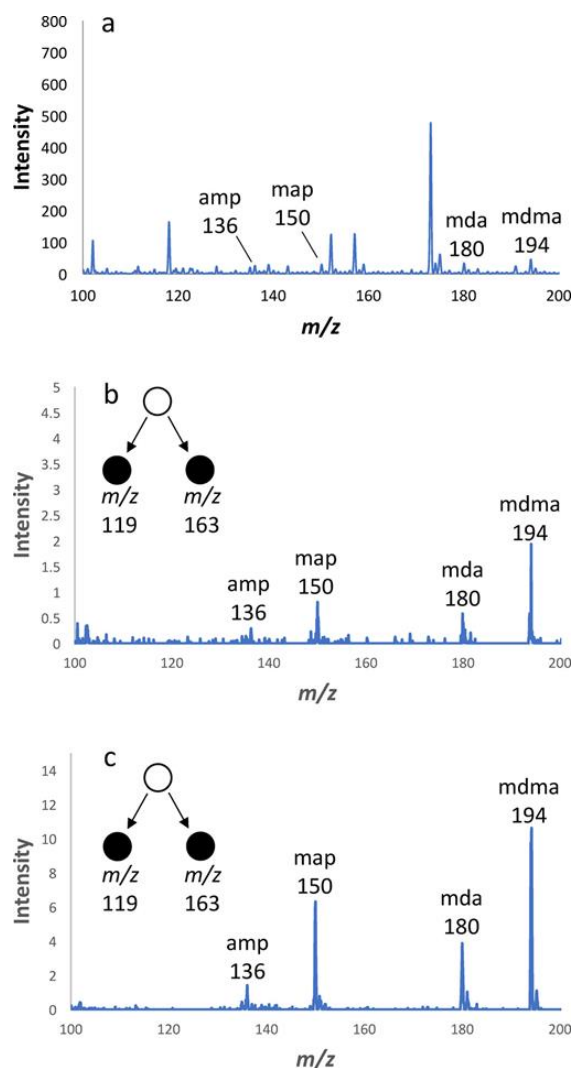 a
800
700
600
500
400
300
200
100
0
Intensity
amp
136
map
150
mda
180
mdma
194
100 120 140 160 180 200
m/z
b
5
4.5
4
3.5
3
2.5
2
1.5
1
0.5
0
Intensity
m/z
119
m/z
163
amp
136
map
150
mda
180
mdma
194
100 120 140 160 180 200
m/z
c
14
12
10
8
6
4
2
0
Intensity
m/z
119
m/z
163
amp
136
map
150
mda
180
mdma
194
100 120 140 160 180 200
m/z